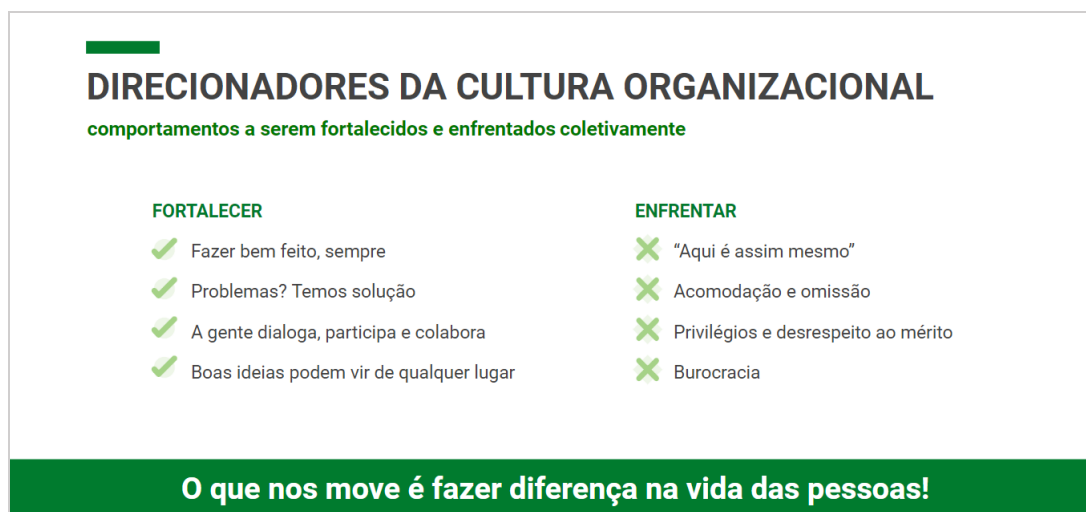 DIRECIONADORES DA CULTURA ORGANIZACIONAL
comportamentos a serem fortalecidos e enfrentados coletivamente
FORTALECER
Fazer bem feito, sempre
Problemas? Temos solução
A gente dialoga, participa e colabora
Boas ideias podem vir de qualquer lugar
ENFRENTAR
“Aqui é assim mesmo”
Acomodação e omissão
Privilégios e desrespeito ao mérito
Burocracia
O que nos move é fazer diferença na vida das pessoas!